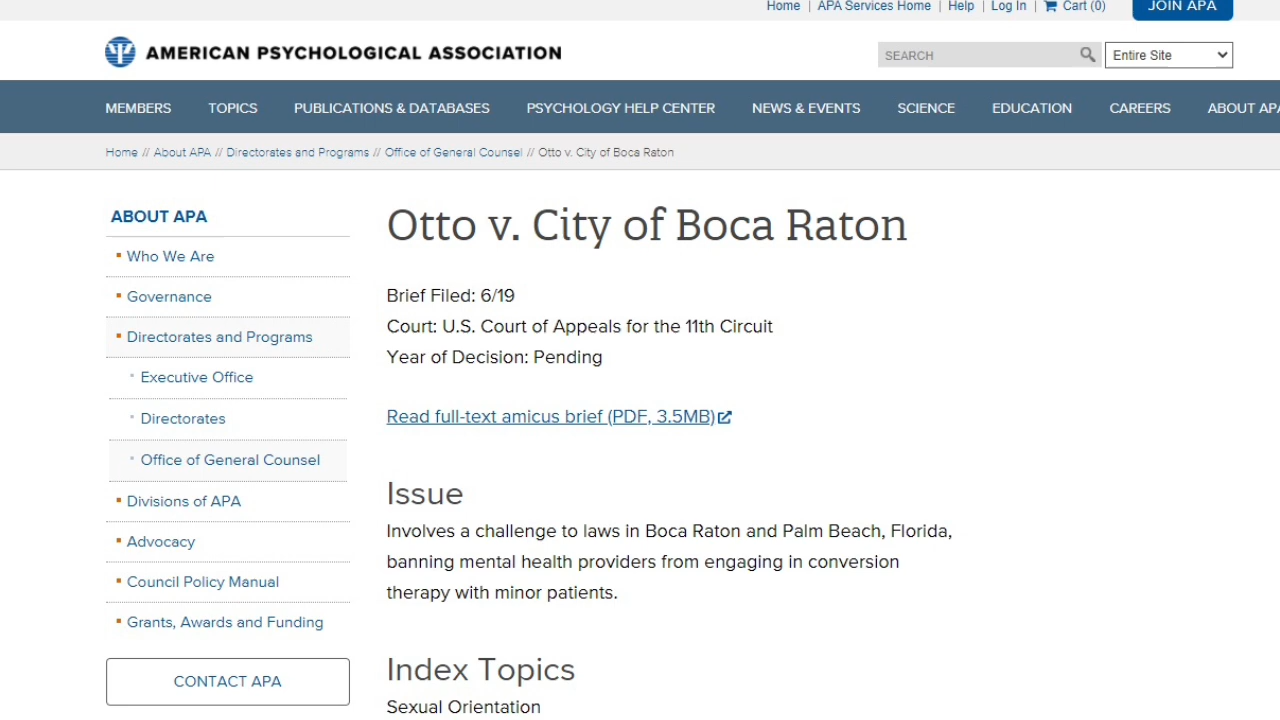 Home | APA Services Home | Help | Log In | Cart (0) JOIN APA
AMERICAN PSYCHOLOGICAL ASSOCIATION
SEARCH Entire Site
MEMBERS TOPICS PUBLICATIONS & DATABASES PSYCHOLOGY HELP CENTER NEWS & EVENTS SCIENCE EDUCATION CAREERS ABOUT APA
Home // About APA // Directorates and Programs // Office of General Counsel // Otto v. City of Boca Raton
ABOUT APA
Who We Are
Governance
Directorates and Programs
Executive Office
Directorates
Office of General Counsel
Divisions of APA
Advocacy
Council Policy Manual
Grants, Awards and Funding
CONTACT APA
Otto v. City of Boca Raton
Brief Filed: 6/19
Court: U.S. Court of Appeals for the 11th Circuit
Year of Decision: Pending
Read full-text amicus brief (PDF, 3.5MB)
Issue
Involves a challenge to laws in Boca Raton and Palm Beach, Florida,
banning mental health providers from engaging in conversion
therapy with minor patients.
Index Topics
Sexual Orientation